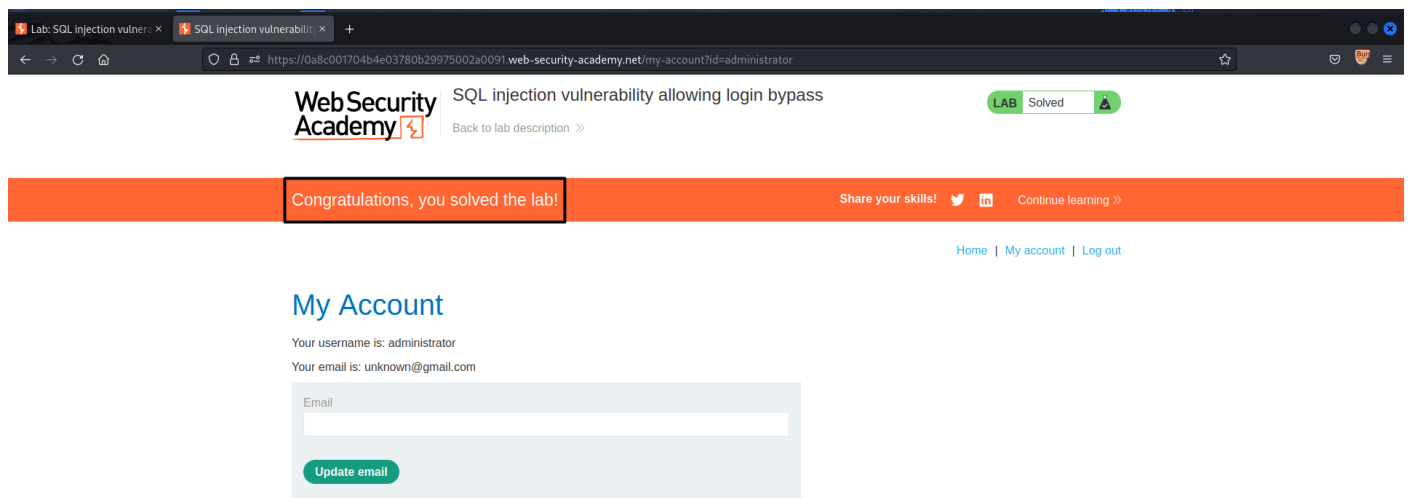 Lab: SQL injection vulnera
SQL injection vulnerability
https://0a8c001704b4e03780b29975002a0091.web-security-academy.net/my-account?id=administrator
Web Security
Academy
SQL injection vulnerability allowing login bypass
Back to lab description
LAB Solved
Congratulations, you solved the lab!
Share your skills!
in
Continue learning
Home | My account | Log out
My Account
Your username is: administrator
Your email is: unknown@gmail.com
Email
Update email